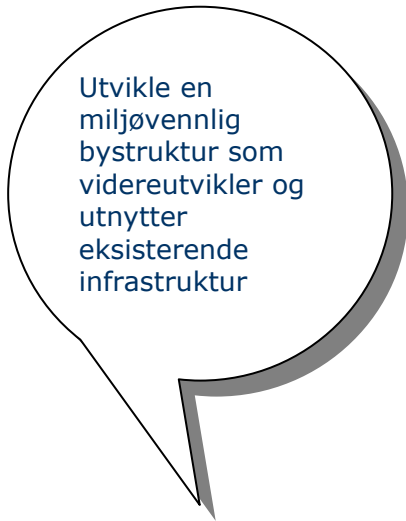 Utvikle en
miljøvennlig
bystruktur som
videreutvikler og
utnytter
eksisterende
infrastruktur